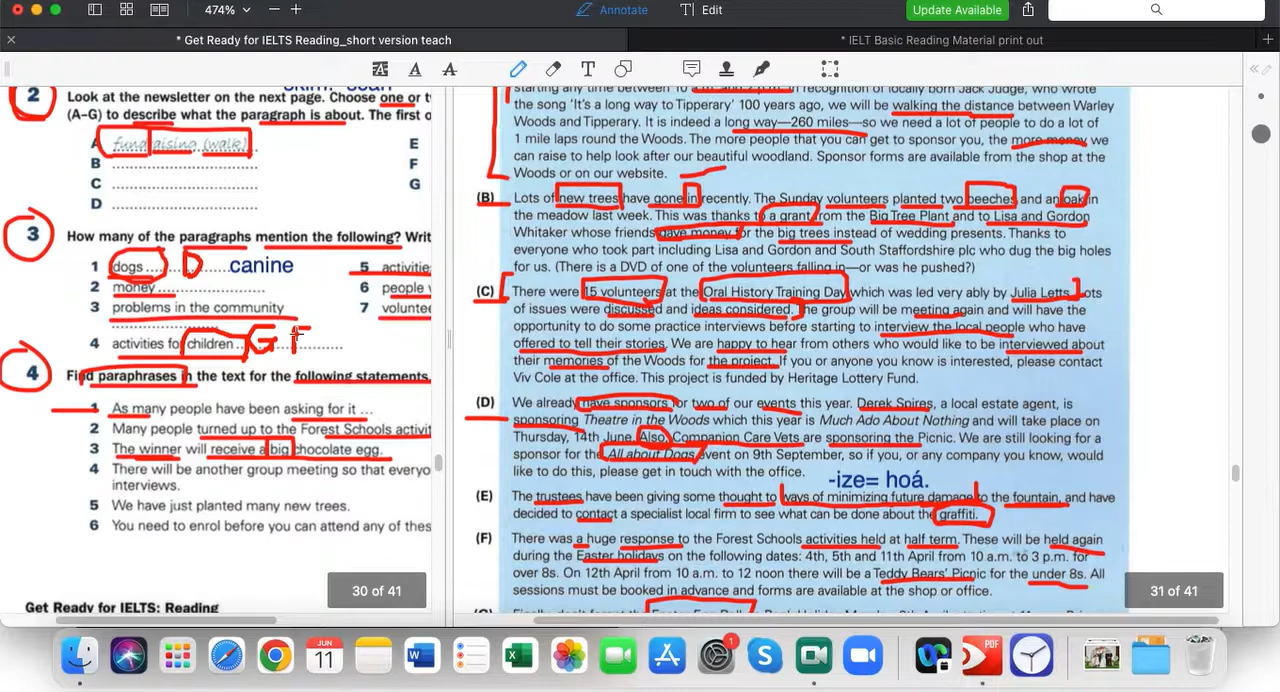 474%
Annotate
Edit
Update Available
* Get Ready for IELTS Reading_short version teach
* IELT Basic Reading Material print out
skim: scan
2 Look at the newsletter on the next page. Choose one or t
(A–G) to describe what the paragraph is about. The first o
A fund raising (walk)
E
B
F
C
G
D
3 How many of the paragraphs mention the following? Writ
1 dogs D canine
5 activitie
2 money
6 people
3 problems in the community
7 voluntee
4 activities for children G F
4 Find paraphrases in the text for the following statements.
1 As many people have been asking for it ...
2 Many people turned up to the Forest Schools activit
3 The winner will receive a big chocolate egg.
4 There will be another group meeting so that everyo
interviews.
5 We have just planted many new trees.
6 You need to enrol before you can attend any of thes
30 of 41
Get Ready for IELTS: Reading
starting any time between 10 a.m. and 2 p.m. in recognition of locally born Jack Judge, who wrote
the song 'It's a long way to Tipperary' 100 years ago, we will be walking the distance between Warley
Woods and Tipperary. It is indeed a long way—260 miles—so we need a lot of people to do a lot of
1 mile laps round the Woods. The more people that you can get to sponsor you, the more money we
can raise to help look after our beautiful woodland. Sponsor forms are available from the shop at the
Woods or on our website.
(B) Lots of new trees have gone in recently. The Sunday volunteers planted two beeches and an oak in
the meadow last week. This was thanks to a grant from the Big Tree Plant and to Lisa and Gordon
Whitaker whose friends gave money for the big trees instead of wedding presents. Thanks to
everyone who took part including Lisa and Gordon and South Staffordshire plc who dug the big holes
for us. (There is a DVD of one of the volunteers falling in—or was he pushed?)
(C) There were 15 volunteers at the Oral History Training Day which was led very ably by Julia Letts. Lots
of issues were discussed and ideas considered. The group will be meeting again and will have the
opportunity to do some practice interviews before starting to interview the local people who have
offered to tell their stories. We are happy to hear from others who would like to be interviewed about
their memories of the Woods for the project. If you or anyone you know is interested, please contact
Viv Cole at the office. This project is funded by Heritage Lottery Fund.
(D) We already have sponsors for two of our events this year. Derek Spires, a local estate agent, is
sponsoring Theatre in the Woods which this year is Much Ado About Nothing and will take place on
Thursday, 14th June. Also, Companion Care Vets are sponsoring the Picnic. We are still looking for a
sponsor for the All about Dogs event on 9th September, so if you, or any company you know, would
like to do this, please get in touch with the office.
-ize= hoá.
(E) The trustees have been giving some thought to ways of minimizing future damage to the fountain, and have
decided to contact a specialist local firm to see what can be done about the graffiti.
(F) There was a huge response to the Forest Schools activities held at half term. These will be held again
during the Easter holidays on the following dates: 4th, 5th and 11th April from 10 a.m. to 3 p.m. for
over 8s. On 12th April from 10 a.m. to 12 noon there will be a Teddy Bears' Picnic for the under 8s. All
sessions must be booked in advance and forms are available at the shop or office.
31 of 41
JUN
11
1
PDF